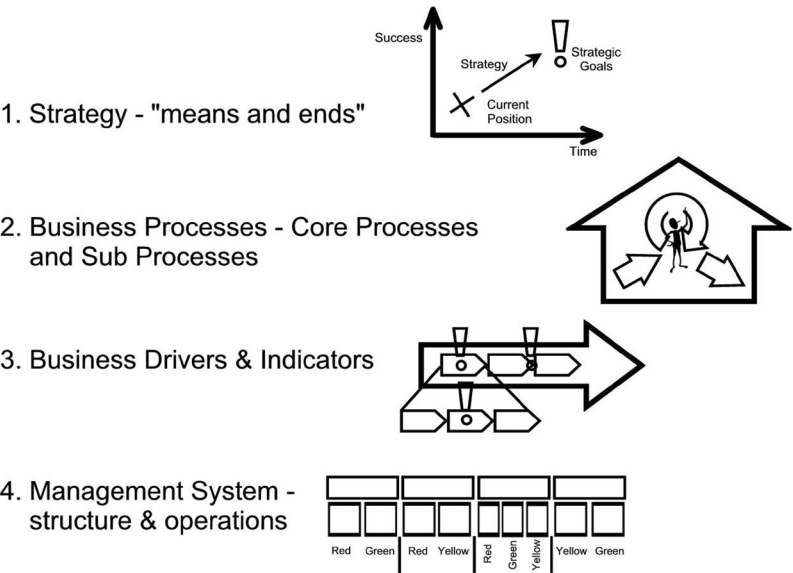 Success
Strategy
Strategic
Goals
1. Strategy - "means and ends"
Current
Position
Time
2. Business Processes - Core Processes
and Sub Processes
3. Business Drivers & Indicators
4. Management System -
structure & operations
Red Green Red Yellow Red Green Yellow Yellow Green